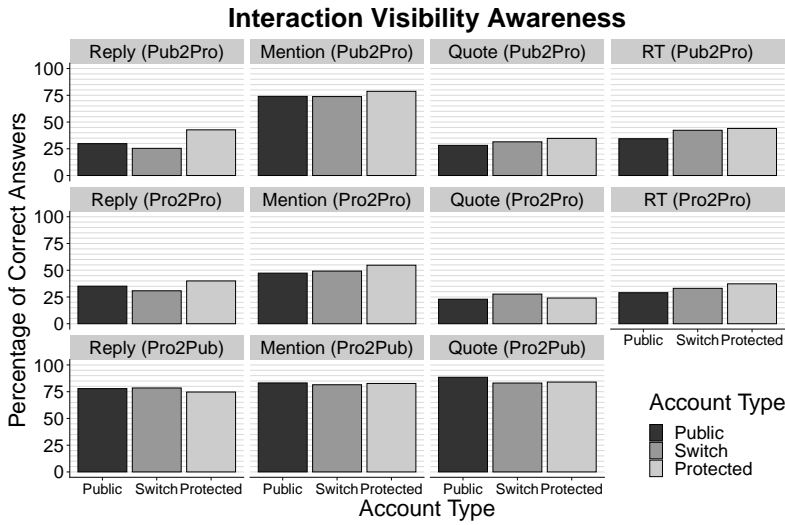 Interaction Visibility Awareness
Reply (Pub2Pro) Mention (Pub2Pro) Quote (Pub2Pro) RT (Pub2Pro)
100
75
50
25
0
Reply (Pro2Pro) Mention (Pro2Pro) Quote (Pro2Pro) RT (Pro2Pro)
100
75
50
25
0
Public Switch Protected
Reply (Pro2Pub) Mention (Pro2Pub) Quote (Pro2Pub)
100
75
50
25
0
Public Switch Protected Public Switch Protected Public Switch Protected
Percentage of Correct Answers
Account Type
Account Type
Public
Switch
Protected